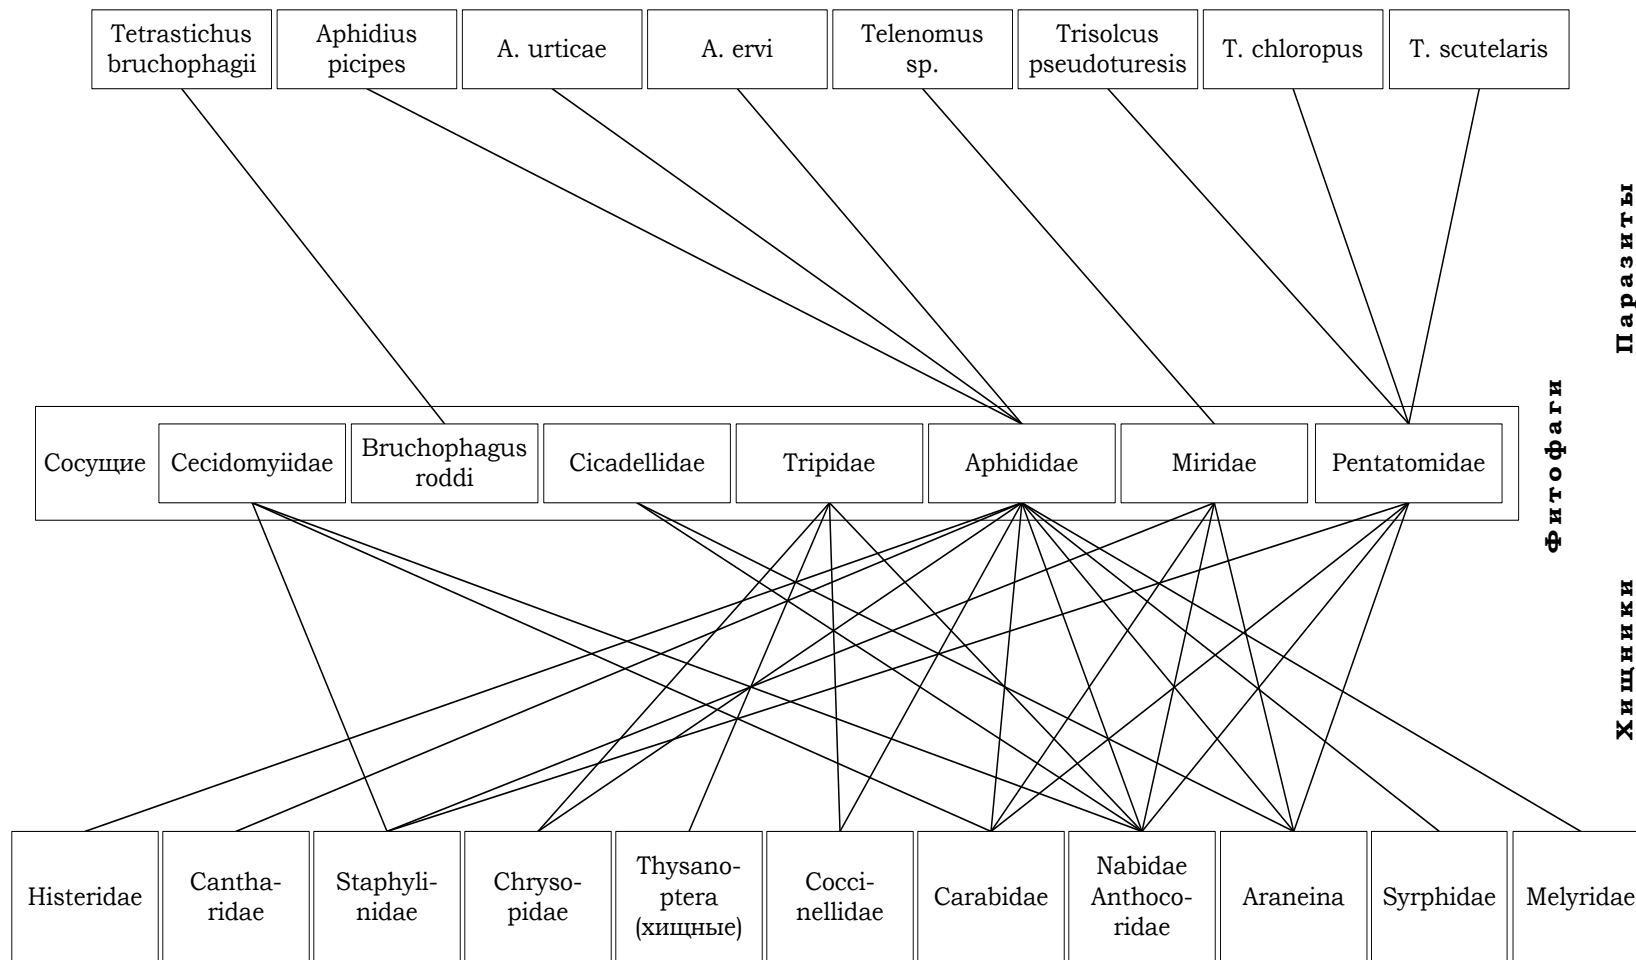 Tetrastichus
bruchophagii
Aphidius
picipes
A. urticae
A. ervi
Telenomus
sp.
Trisolcus
pseudoturesis
T. chloropus
T. scutelaris
Паразиты
Сосущие
Cecidomyiidae
Bruchophagus
roddi
Cicadellidae
Tripidae
Aphididae
Miridae
Pentatomidae
Фитофаги
Хищники
Histeridae
Cantha-
ridae
Staphyli-
nidae
Chryso-
pidae
Thysano-
ptera
(хищные)
Cocci-
nellidae
Carabidae
Nabidae
Anthoco-
ridae
Araneina
Syrphidae
Melyridae